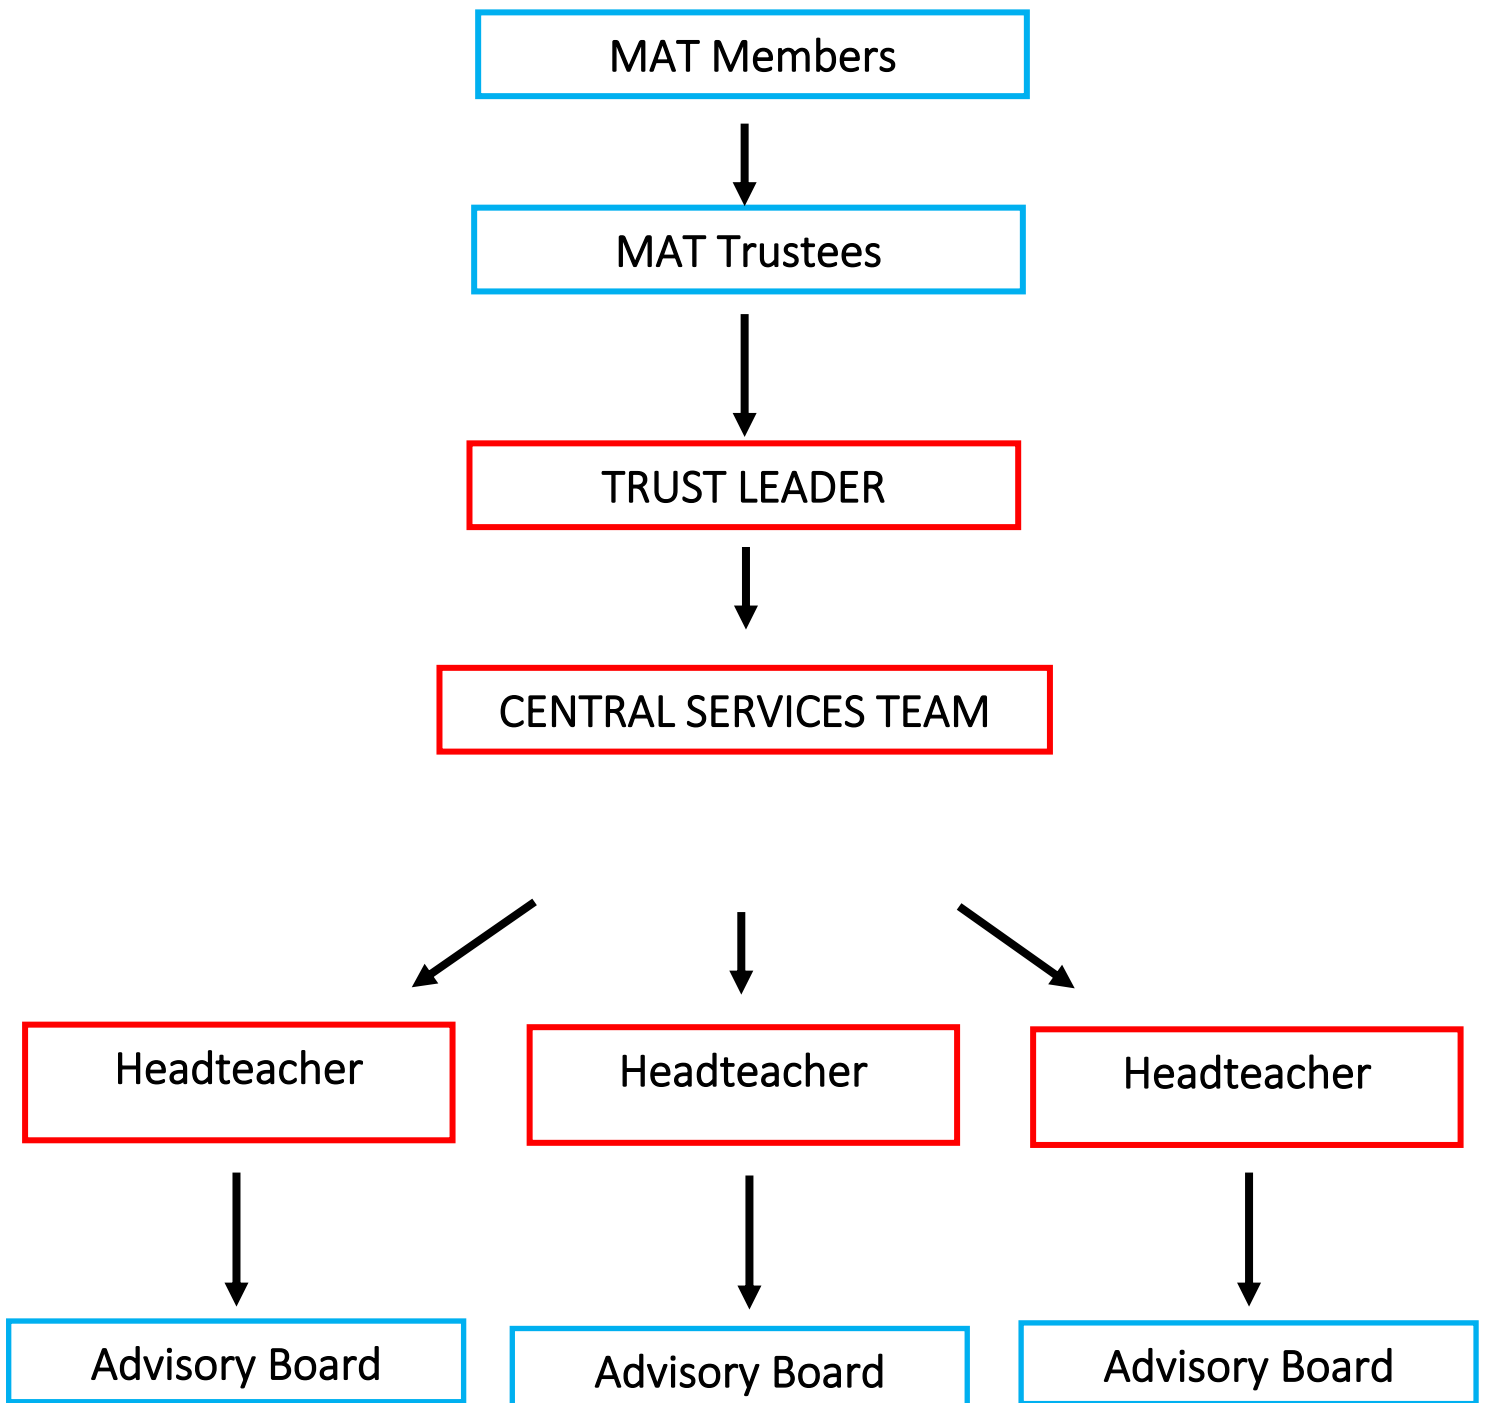 MAT Members
MAT Trustees
TRUST LEADER
CENTRAL SERVICES TEAM
Headteacher
Headteacher
Headteacher
Advisory Board
Advisory Board
Advisory Board